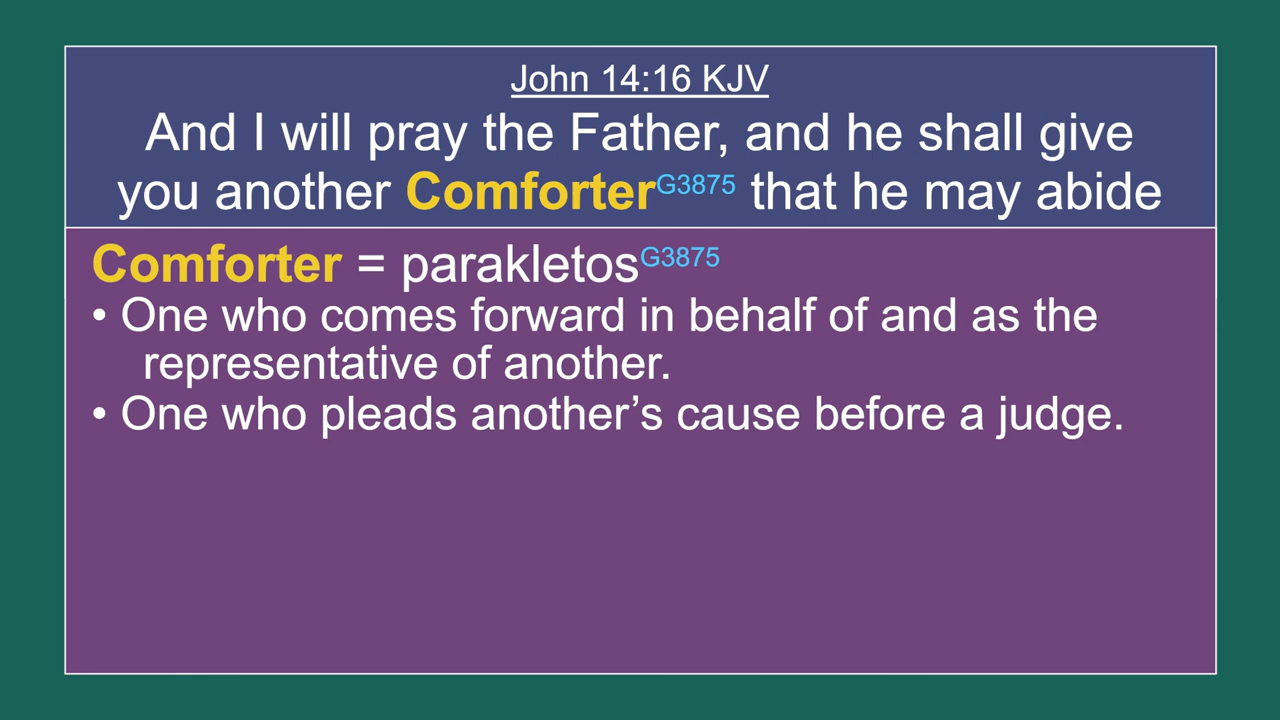 John 14:16 KJV
And I will pray the Father, and he shall give
you another ComforterG3875 that he may abide
Comforter = parakletosG3875
• One who comes forward in behalf of and as the
representative of another.
• One who pleads another’s cause before a judge.